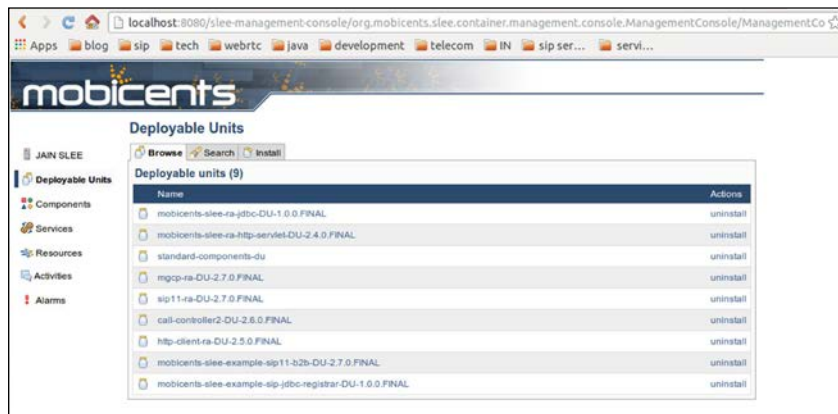 localhost:8080/slee-management-console/org.mobicents.slee.container.management.console.ManagementConsole/ManagementCo
Apps blog sip tech webrtc java development telecom IN sip ser... servi...
mobicents
Deployable Units
JAIN SLEE
Deployable Units
Components
Services
Resources
Activities
Alarms
Browse Search Install
Deployable units (9)
Name Actions
mobicents-slee-ra-jdbc-DU-1.0.0.FINAL uninstall
mobicents-slee-ra-http-servlet-DU-2.4.0.FINAL uninstall
standard-components-du uninstall
mgcp-ra-DU-2.7.0.FINAL uninstall
sip11-ra-DU-2.7.0.FINAL uninstall
call-controller2-DU-2.6.0.FINAL uninstall
http-client-ra-DU-2.5.0.FINAL uninstall
mobicents-slee-example-sip11-b2b-DU-2.7.0.FINAL uninstall
mobicents-slee-example-sip-jdbc-registrar-DU-1.0.0.FINAL uninstall